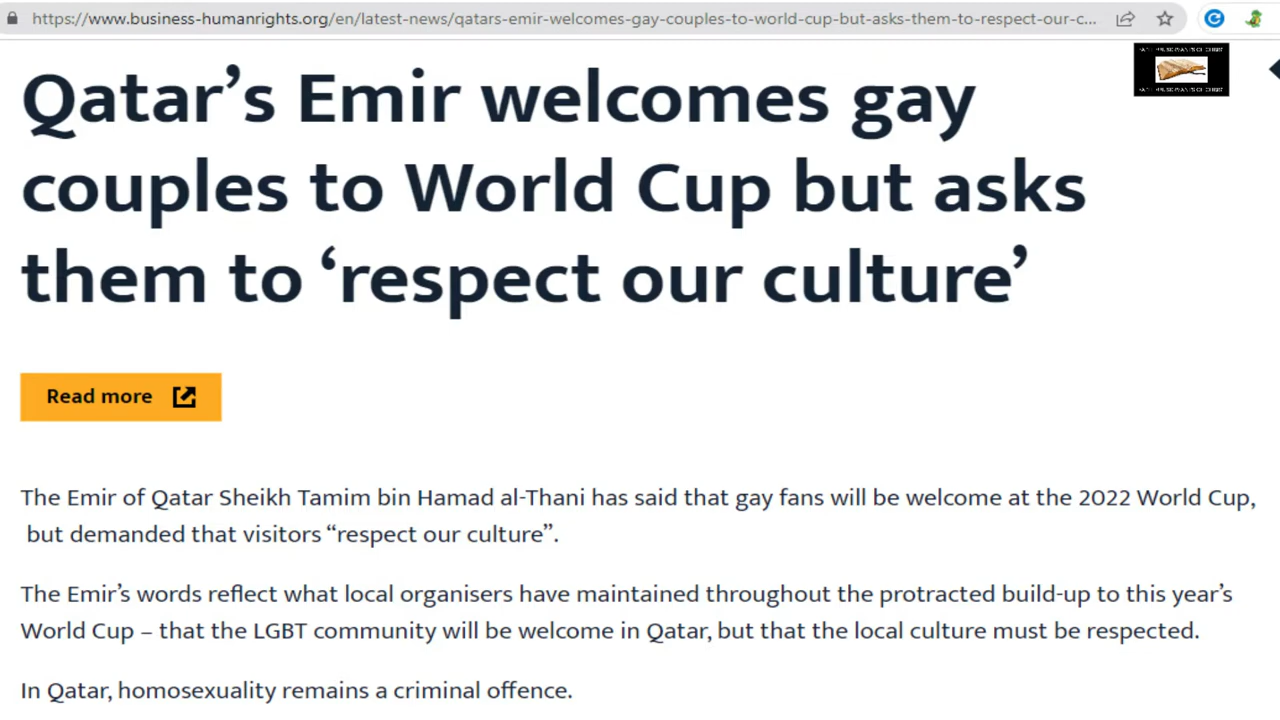 https://www.business-humanrights.org/en/latest-news/qatars-emir-welcomes-gay-couples-to-world-cup-but-asks-them-to-respect-our-c...
Qatar’s Emir welcomes gay
couples to World Cup but asks
them to ‘respect our culture’
Read more
The Emir of Qatar Sheikh Tamim bin Hamad al-Thani has said that gay fans will be welcome at the 2022 World Cup,
but demanded that visitors “respect our culture”.
The Emir’s words reflect what local organisers have maintained throughout the protracted build-up to this year’s
World Cup – that the LGBT community will be welcome in Qatar, but that the local culture must be respected.
In Qatar, homosexuality remains a criminal offence.